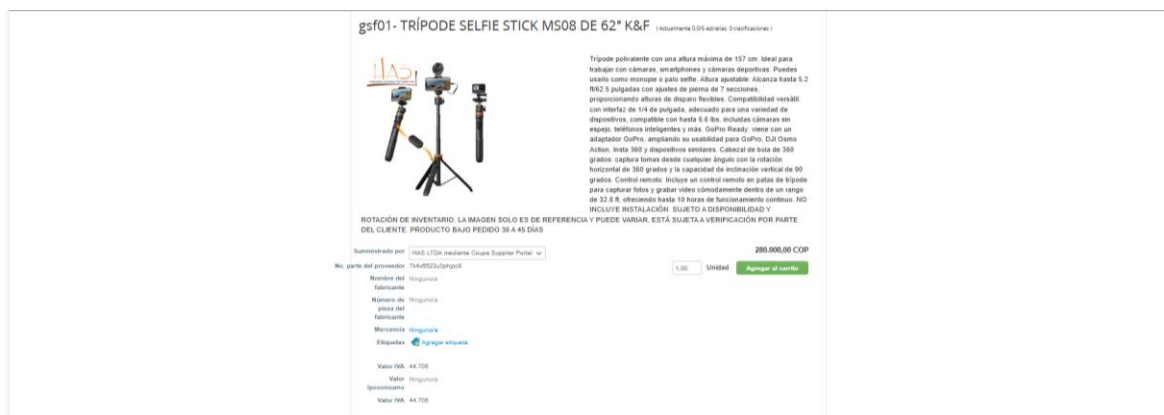 gsf01- TRÍPODE SELFIE STICK MS08 DE 62″ K&F ( Actualmente 0.0/5 estrellas. 0 clasificaciones )
HAS
Trípode polivalente con una altura máxima de 157 cm. Ideal para
trabajar con cámaras, smartphones y cámaras deportivas. Puedes
usarlo como monopie o palo selfie. Altura ajustable: Alcanza hasta 5.2
ft/62.5 pulgadas con ajustes de pierna de 7 secciones,
proporcionando alturas de disparo flexibles. Compatibilidad versátil:
con interfaz de 1/4 de pulgada, adecuado para una variedad de
dispositivos, compatible con hasta 6.6 lbs, incluidas cámaras sin
espejo, teléfonos inteligentes y más. GoPro Ready: viene con un
adaptador GoPro, ampliando su usabilidad para GoPro, DJI Osmo
Action, Insta 360 y dispositivos similares. Cabezal de bola de 360
grados: captura tomas desde cualquier ángulo con la rotación
horizontal de 360 grados y la capacidad de inclinación vertical de 90
grados. Control remoto: Incluye un control remoto en patas de trípode
para capturar fotos y grabar video cómodamente dentro de un rango
de 32.8 ft, ofreciendo hasta 10 horas de funcionamiento continuo. NO
INCLUYE INSTALACIÓN. SUJETO A DISPONIBILIDAD Y
ROTACIÓN DE INVENTARIO. LA IMAGEN SOLO ES DE REFERENCIA Y PUEDE VARIAR. ESTÁ SUJETA A VERIFICACIÓN POR PARTE
DEL CLIENTE. PRODUCTO BAJO PEDIDO 30 A 45 DÍAS
280.000,00 COP
Suministrado por HAS LTDA mediante Coupa Supplier Portal
1,00 Unidad Agregar al carrito
No. parte del proveedor
Nombre del Ninguno/a
fabricante
Número de Ninguno/a
pieza del
fabricante
Mercancía Ninguno/a
Etiquetas Agregar etiqueta
Valor IVA 44.705
Valor Ninguno/a
Ipoconsumo
Valor IVA 44.705